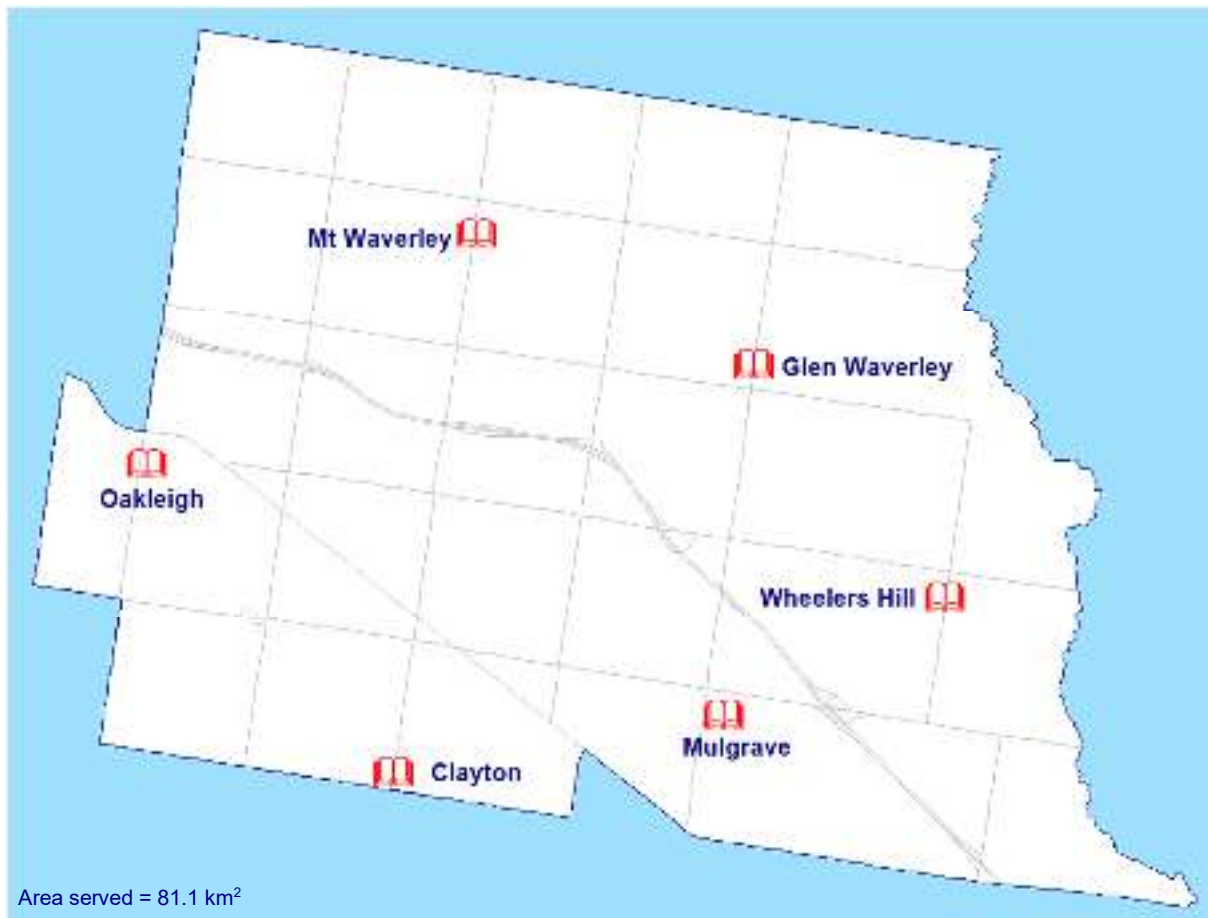 Mt Waverley
Glen Waverley
Oakleigh
Wheelers Hill
Mulgrave
Clayton
Area served = 81.1 km²